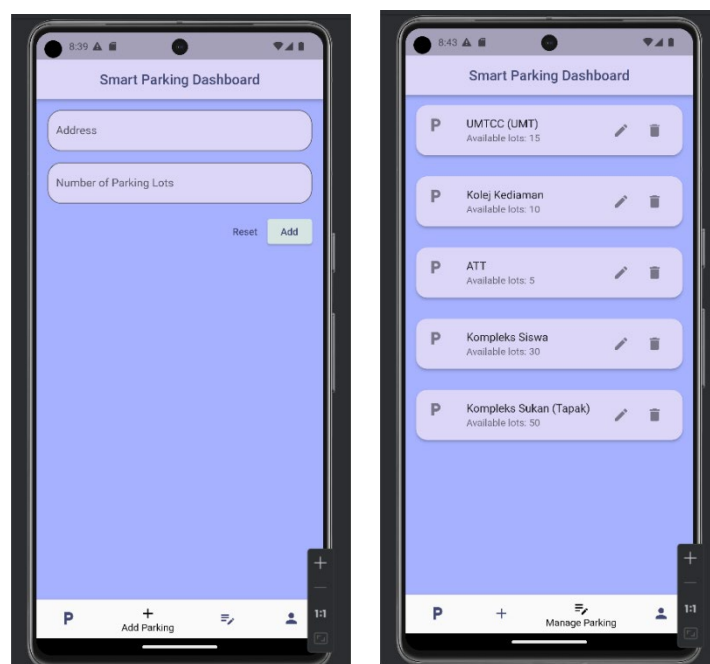 8:39
Smart Parking Dashboard
Address
Number of Parking Lots
Reset Add
P
Add Parking
1:1
8:43
Smart Parking Dashboard
P UMTCC (UMT)
Available lots: 15
P Kolej Kediaman
Available lots: 10
P ATT
Available lots: 5
P Kompleks Siswa
Available lots: 30
P Kompleks Sukan (Tapak)
Available lots: 50
P
Manage Parking
1:1